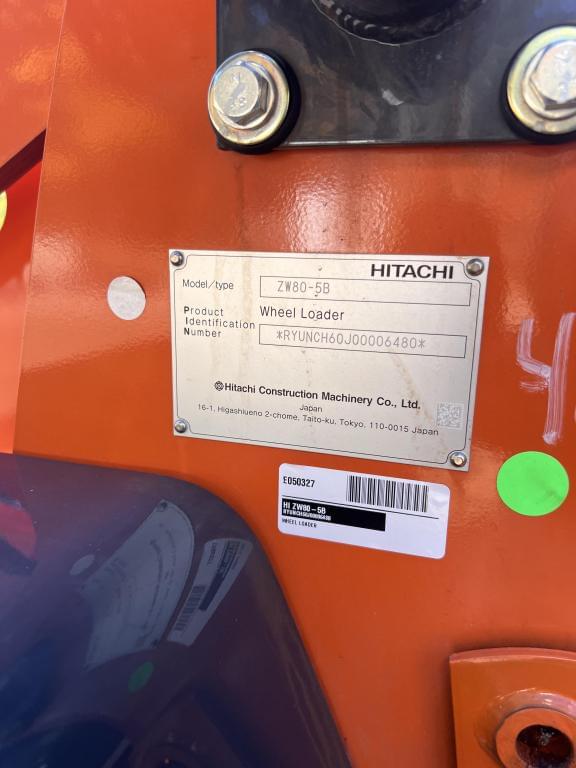 HITACHI
Model/type ZW80-5B
Wheel Loader
Product
Identification
Number *RYUNCH60J00006480*
Hitachi Construction Machinery Co., Ltd.
Japan
16-1, Higashiueno 2-chome, Taito-ku, Tokyo, 110-0015 Japan
E050327
HI ZW80-5B
RYUNCH60J00006480
WHEEL LOADER